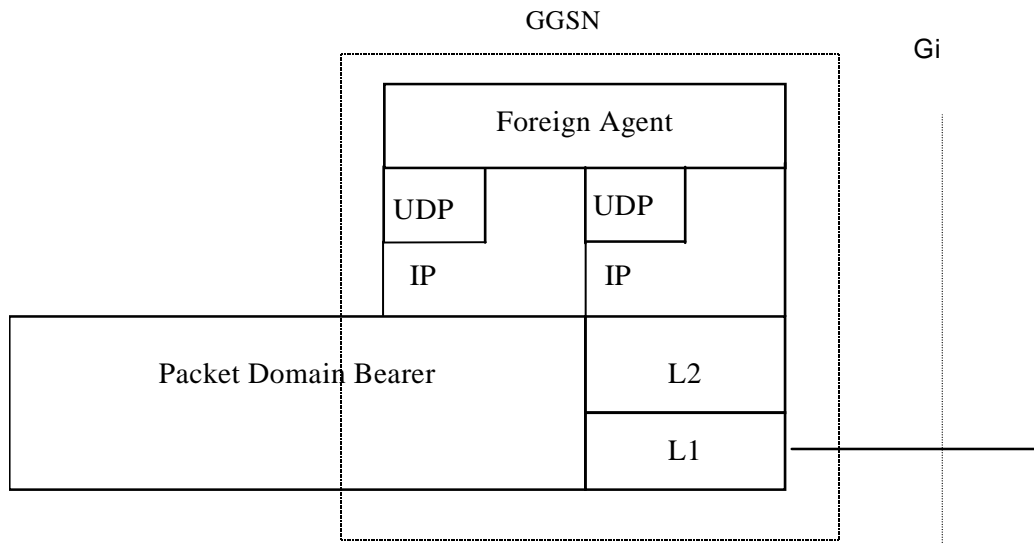 GGSN
Gi
Foreign Agent
UDP
UDP
IP
IP
Packet Domain Bearer
L2
L1